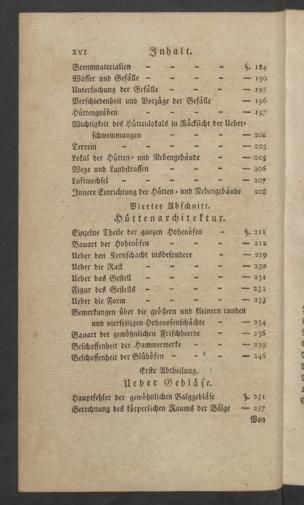 XVI Inhalt.
Brennmaterialien – – – – §. 184
Waſſer und Gefälle – – – – — 190
Unterſuchung der Gefälle – – – — 195
Verſchiedenheit und Vorzüge der Gefälle – — 196
Hüttengräben – – – – — 197
Wichtigkeit des Hüttenlokals in Rückſicht der Ueber-
ſchwemmungen – – – – — 202
Terrein – – – – – — 203
Lokal der Hütten- und Nebengebäude – — 205
Wege und Landſtraſſen – – – — 206
Luftwechſel – – – – — 207
Innere Einrichtung der Hütten- und Nebengebäude 208
Vierter Abſchnitt.
Hüttenarchitektur.
Einzelne Theile der ganzen Hohenöfen – §. 211
Bauart der Hohenöfen – – – — 212
Ueber den Kernſchacht insbeſondere – – — 229
Ueber die Raſt – – – – — 230
Ueber das Geſtell – – – – — 231
Figur des Geſtells – – – – — 232
Ueber die Form – – – – — 233
Bemerkungen über die gröſern und kleinern runden
und vierſeitigen Hohenofenſchächte – — 234
Bauart der gewöhnlichen Friſchheerde – — 236
Beſchaffenheit der Hammerwerke – – — 239
Beſchaffenheit der Glühöfen – – – — 246
Erſte Abtheilung.
Ueber Gebläſe.
Hauptfehler der gewöhnlichen Balggebläſe §. 251
Berechnung des körperlichen Raums der Bälge — 257
Von